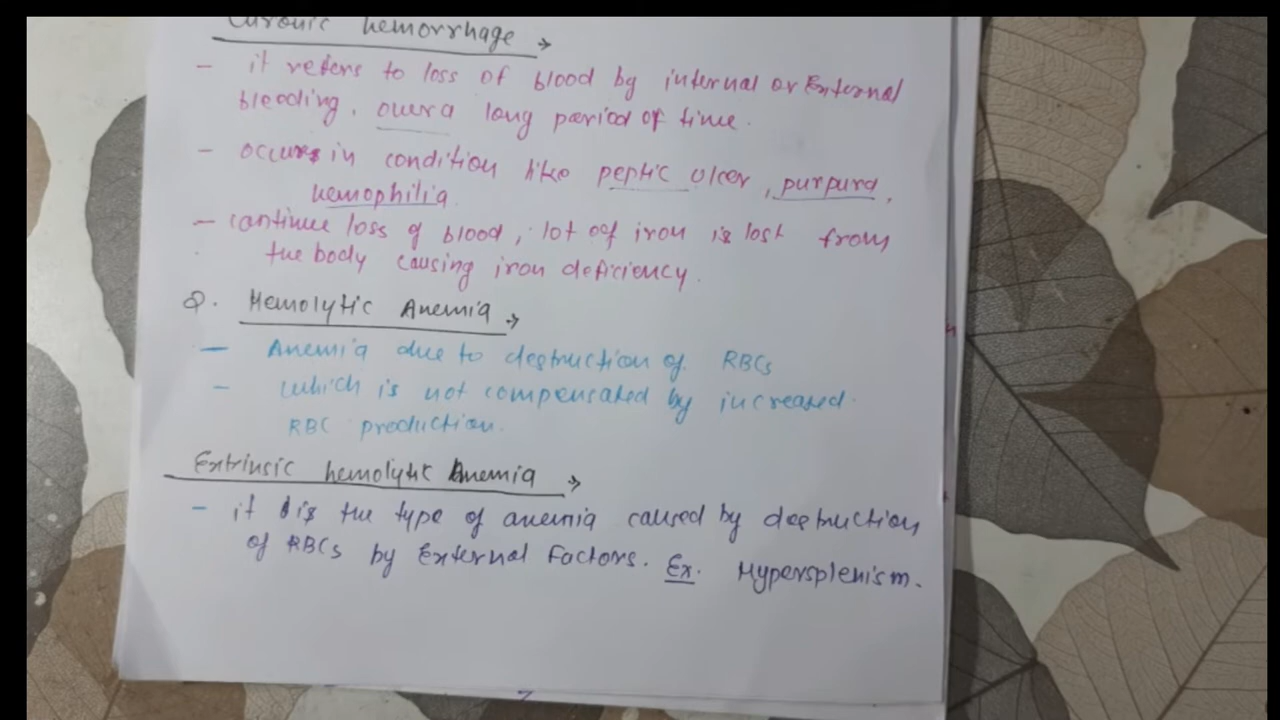 Chronic hemorrhage →
- it refers to loss of blood by internal or External
bleeding. over a long period of time.
- occurs in condition like peptic ulcer, purpura,
hemophilia
- continue loss of blood, lot of iron is lost from
the body causing iron deficiency.
2. Hemolytic Anemia →
- Anemia due to destruction of RBCs
- which is not compensated by increased.
RBC production.
Extrinsic hemolytic Anemia →
- it is the type of anemia caused by destruction
of RBCs by External Factors. Ex. Hypersplenism.